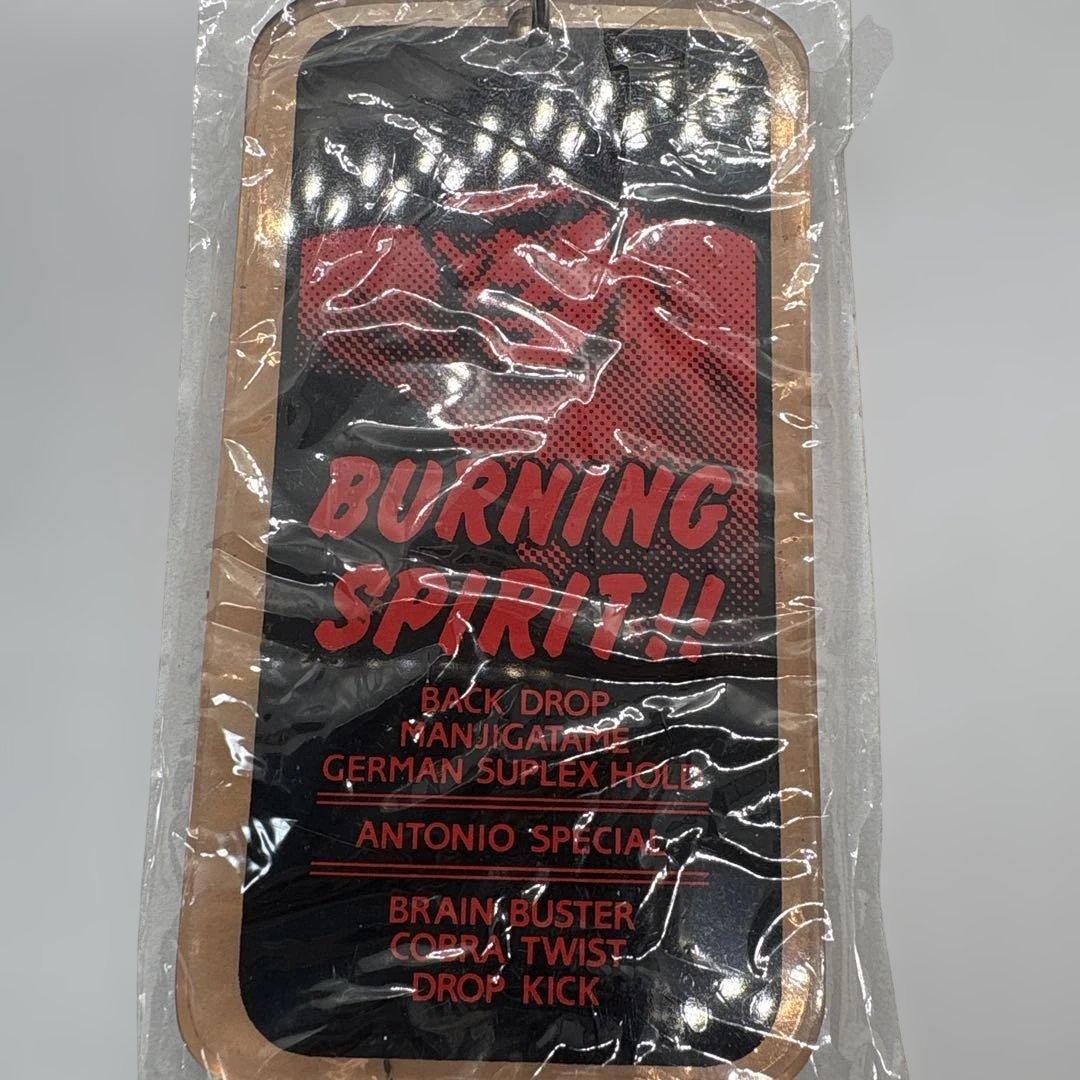 BURNING
SPIRIT!!
BACK DROP
MANJIGATAME
GERMAN SUPLEX HOLD
ANTONIO SPECIAL
BRAIN BUSTER
COBRA TWIST
DROP KICK